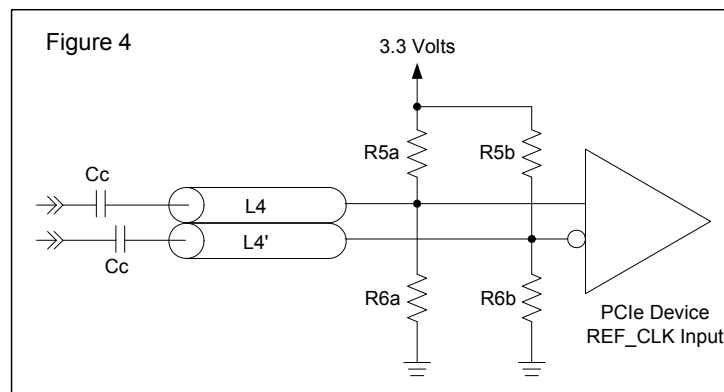 Figure 4
3.3 Volts
R5a
R5b
Cc
L4
L4'
Cc
R6a
R6b
PCIe Device
REF_CLK Input